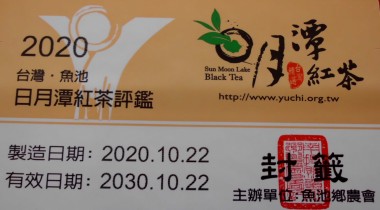 2020
台灣‧魚池
日月潭紅茶評鑑
Sun Moon Lake
Black Tea
日月潭
紅茶
http://www.yuchi.org.tw
製造日期: 2020.10.22
有效日期: 2030.10.22
封籤
主辦單位:魚池鄉農會